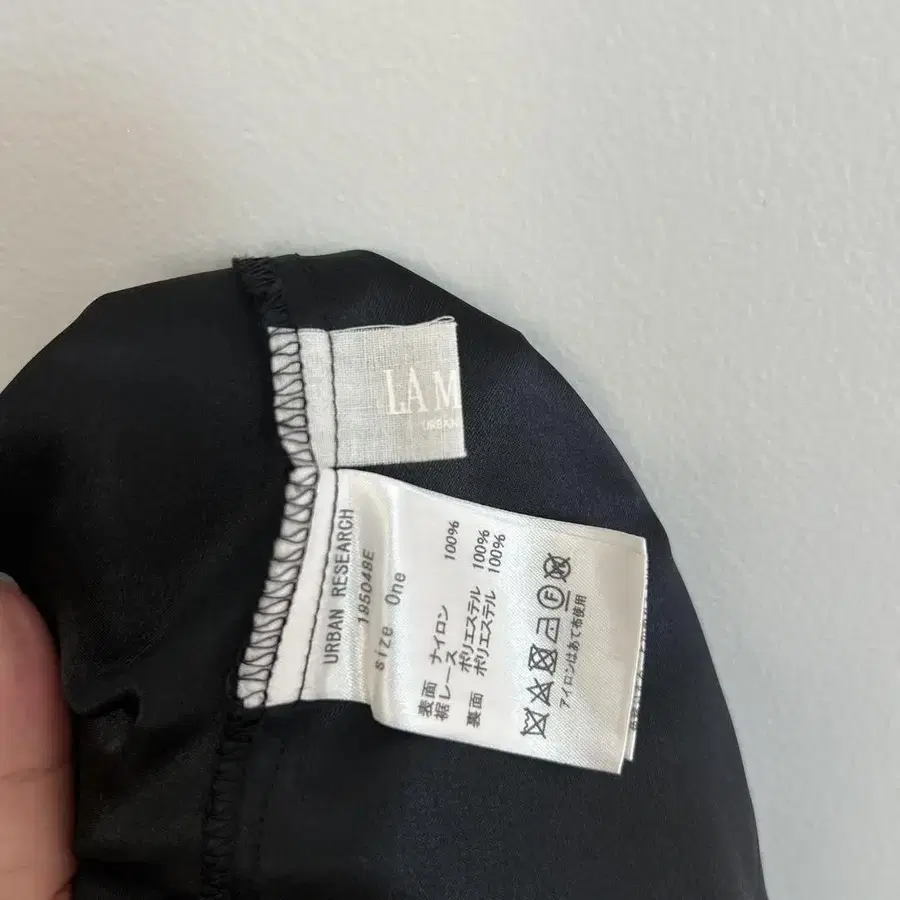 LA M
URBAN
URBAN RESEARCH
19504BE
size One
表面 ナイロン 100%
裾レース ポリエステル 100%
裏面 ポリエステル 100%
F
アイロンはあて布使用